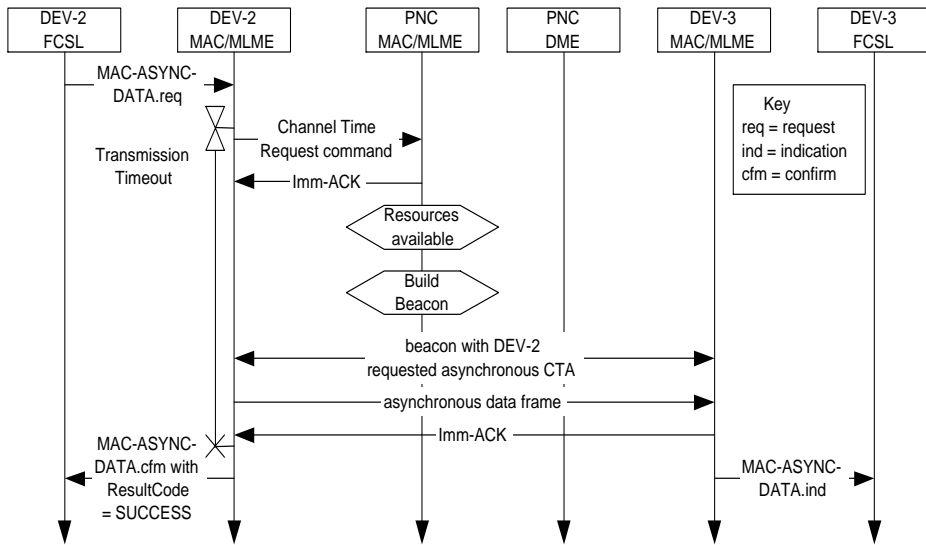 DEV-2
FCSL
DEV-2
MAC/MLME
PNC
MAC/MLME
PNC
DME
DEV-3
MAC/MLME
DEV-3
FCSL
MAC-ASYNC-
DATA.req
Key
req = request
ind = indication
cfm = confirm
Channel Time
Request command
Transmission
Timeout
Imm-ACK
Resources
available
Build
Beacon
beacon with DEV-2
requested asynchronous CTA
asynchronous data frame
Imm-ACK
MAC-ASYNC-
DATA.cfm with
ResultCode
= SUCCESS
MAC-ASYNC-
DATA.ind